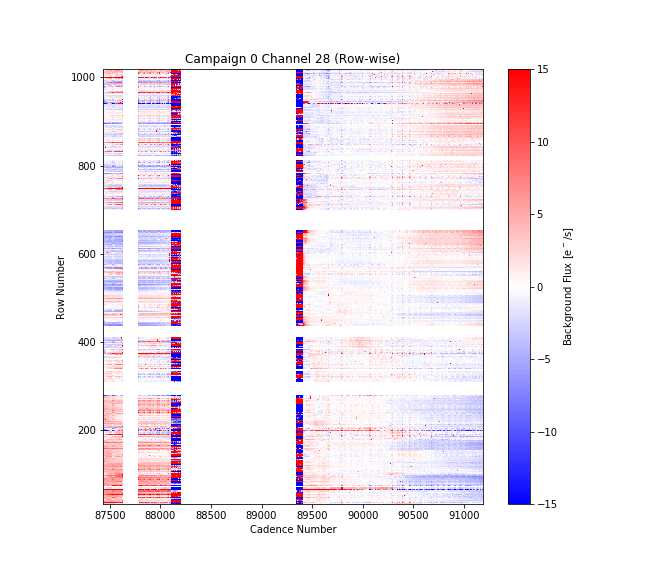 Campaign 0 Channel 28 (Row-wise)
1000
800
600
400
200
Row Number
87500 88000 88500 89000 89500 90000 90500 91000
Cadence Number
15
10
5
0
−5
−10
−15
Background Flux [e⁻/s]